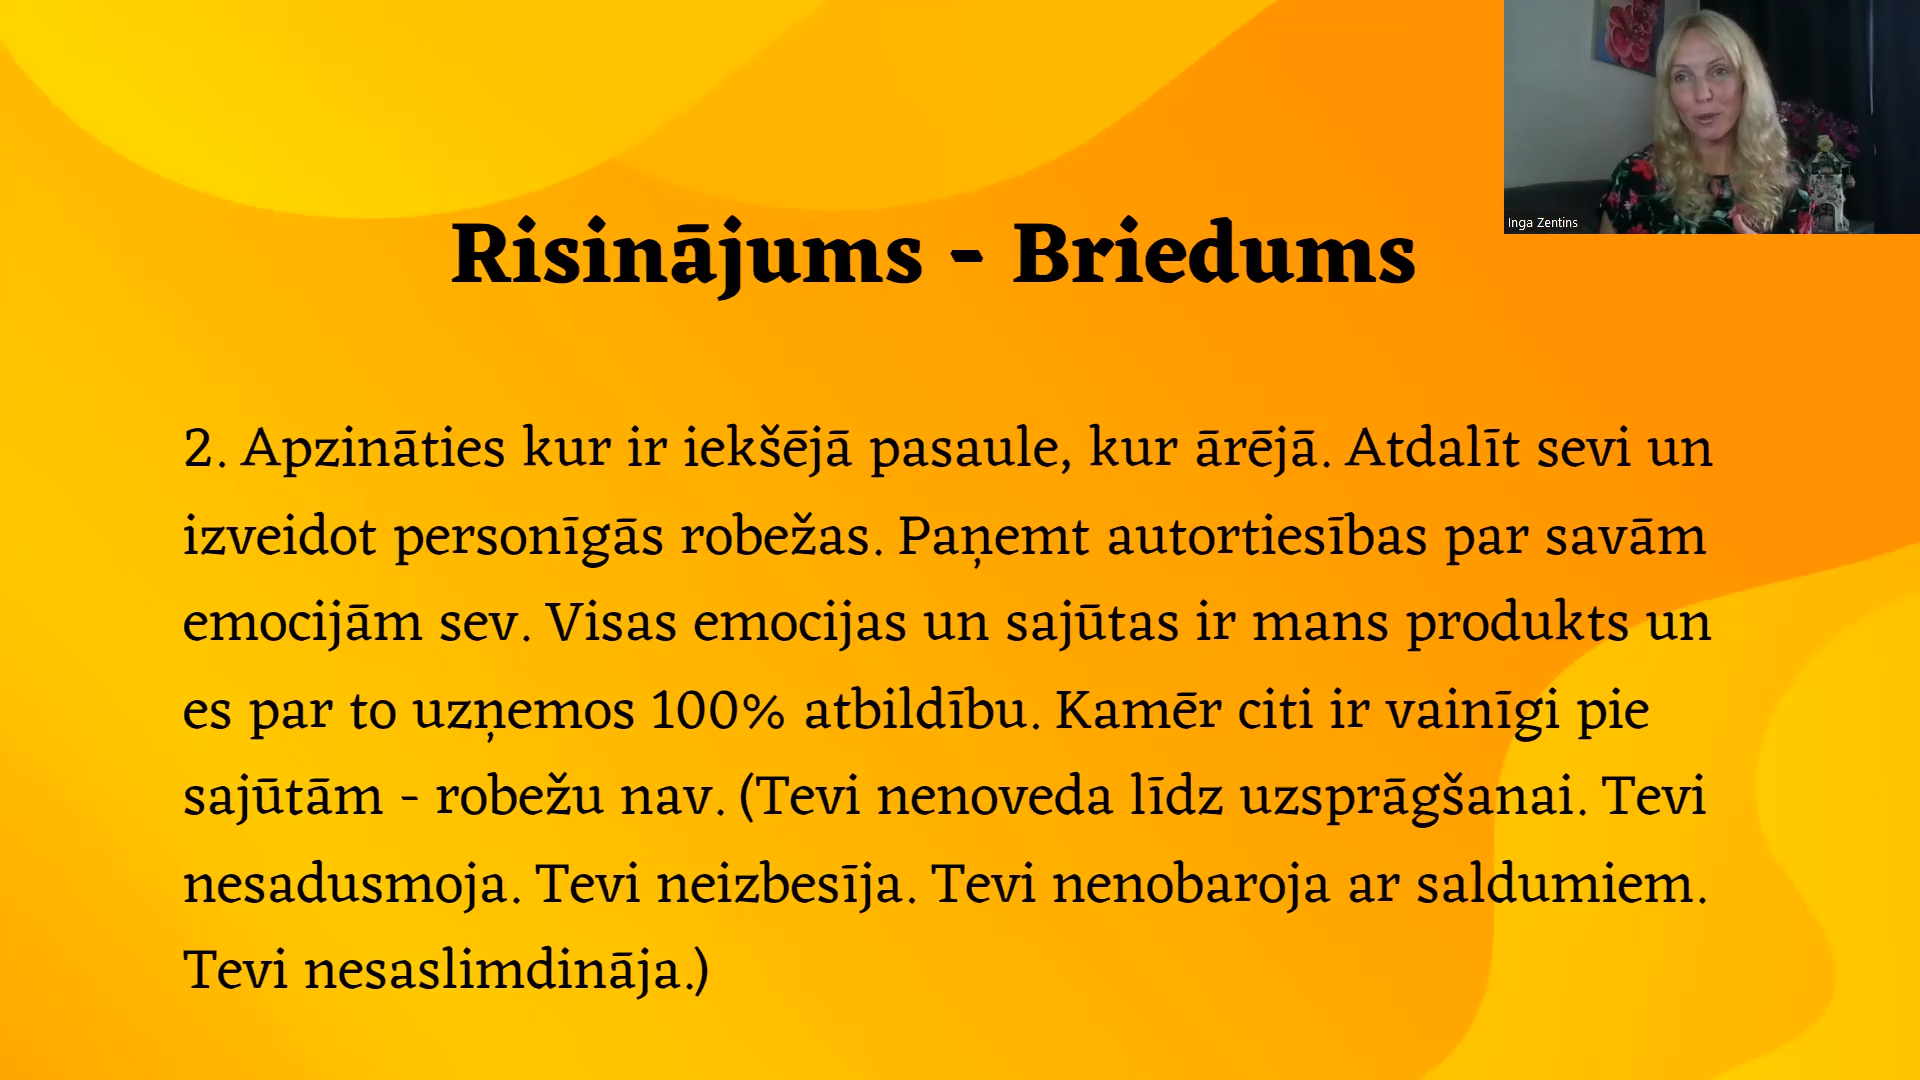 Inga Zentins
Risinājums - Briedums
2. Apzināties kur ir iekšējā pasaule, kur ārējā. Atdalīt sevi un
izveidot personīgās robežas. Paņemt autortiesības par savām
emocijām sev. Visas emocijas un sajūtas ir mans produkts un
es par to uzņemos 100% atbildību. Kamēr citi ir vainīgi pie
sajūtām - robežu nav. (Tevi nenoveda līdz uzsprāgšanai. Tevi
nesadusmoja. Tevi neizbesīja. Tevi nenobaroja ar saldumiem.
Tevi nesaslimdināja.)